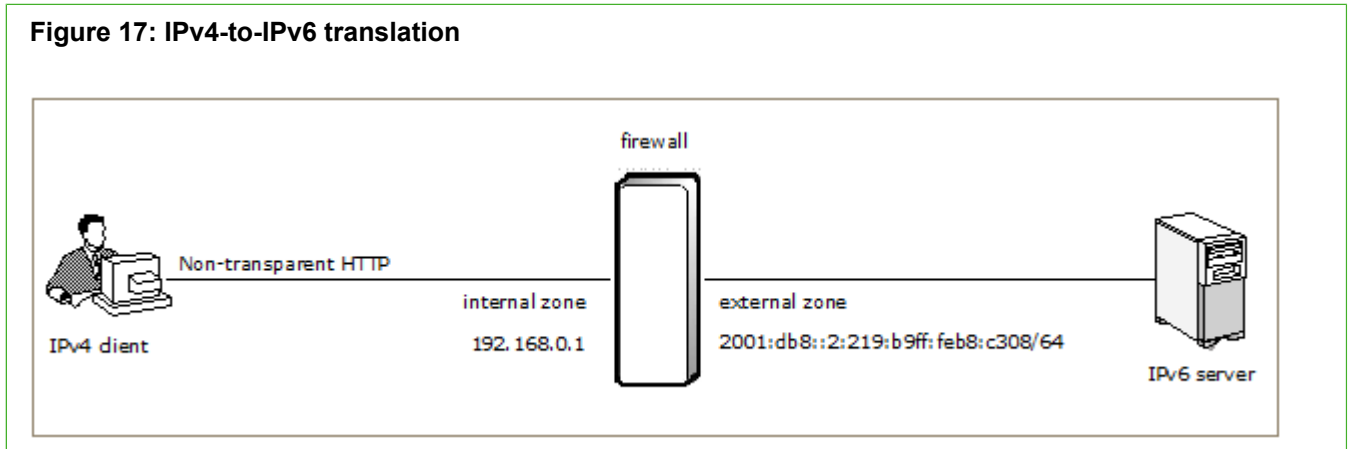 Figure 17: IPv4-to-IPv6 translation
firewall
Non-transparent HTTP
internal zone
external zone
192.168.0.1
2001:db8::2:219:b9ff:feb8:c308/64
IPv4 client
IPv6 server